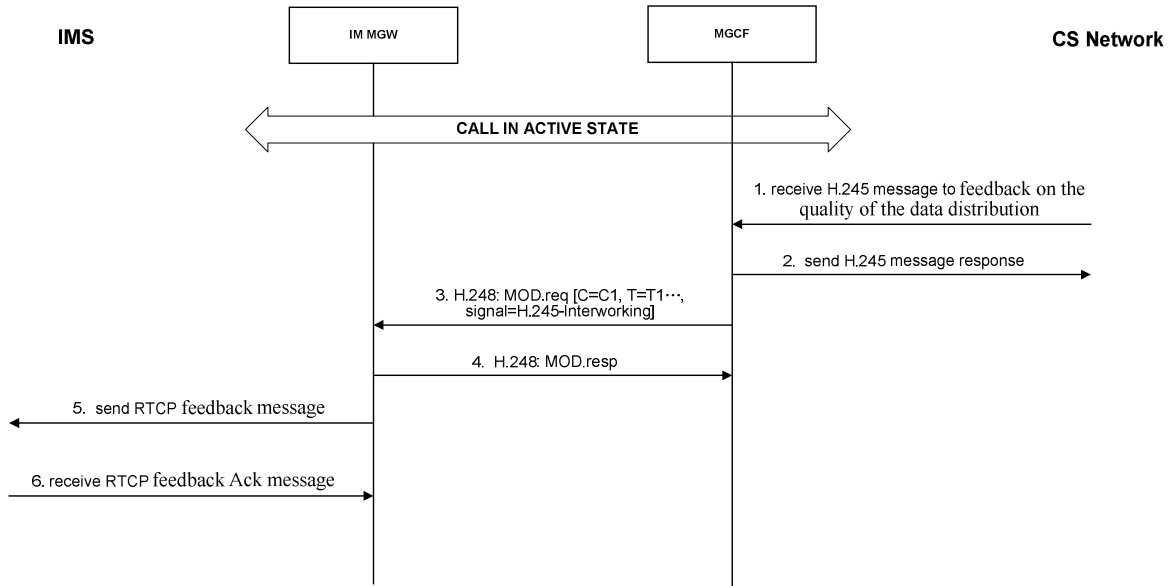 IMS
IM MGW
MGCF
CS Network
CALL IN ACTIVE STATE
1. receive H.245 message to feedback on the
quality of the data distribution
2. send H.245 message response
3. H.248: MOD.req [C=C1, T=T1⋯,
signal=H.245-Interworking]
4. H.248: MOD.resp
5. send RTCP feedback message
6. receive RTCP feedback Ack message